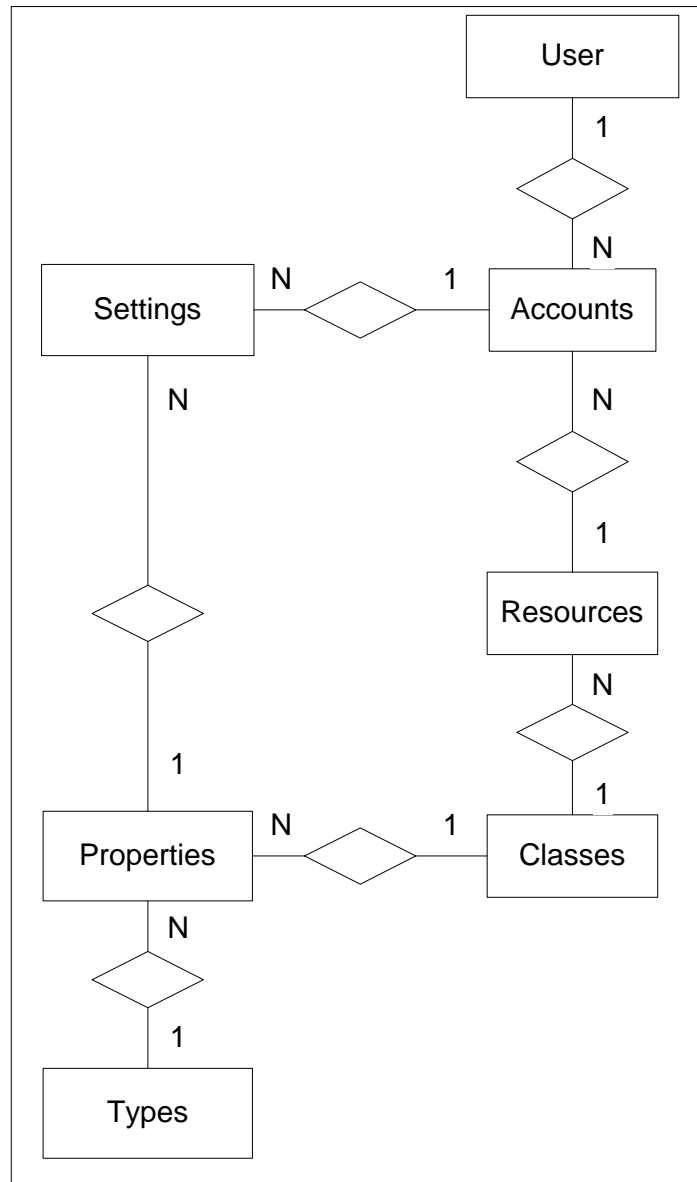 User
1
N
Settings
N
1
Accounts
N
N
1
Resources
N
1
1
Properties
N
1
Classes
N
1
Types